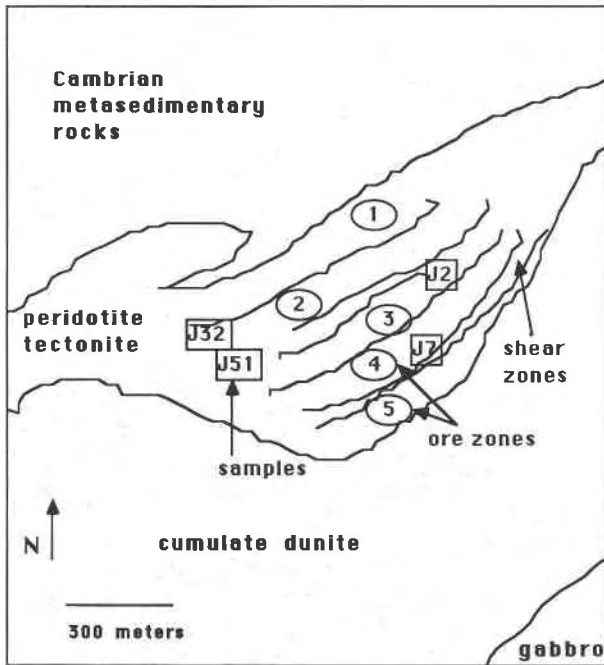 Cambrian
metasedimentary
rocks
1
J2
2
peridotite
tectonite
J32
3
J51
J7
4
shear
zones
5
ore zones
samples
N
cumulate dunite
300 meters
gabbro